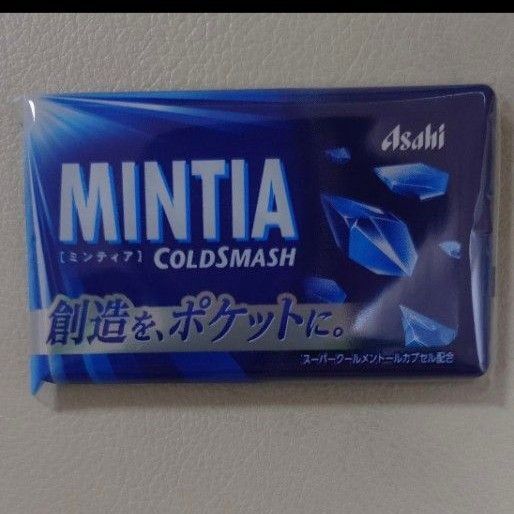 Asahi
MINTIA
[ミンティア] COLDSMASH
創造を、ポケットに。
スーパークールメントールカプセル配合